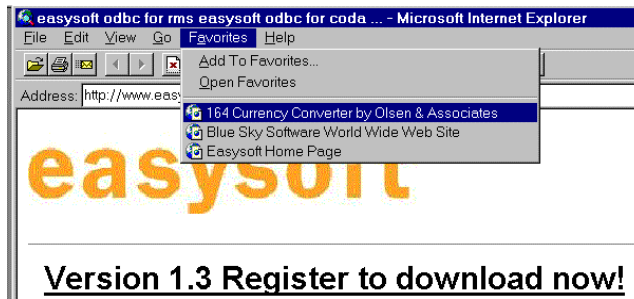 easysoft odbc for rms easysoft odbc for coda ... - Microsoft Internet Explorer
File Edit View Go Favorites Help
Add To Favorites...
Open Favorites
Address: http://www.eas
164 Currency Converter by Olsen & Associates
Blue Sky Software World Wide Web Site
Easysoft Home Page
easysoft
Version 1.3 Register to download now!